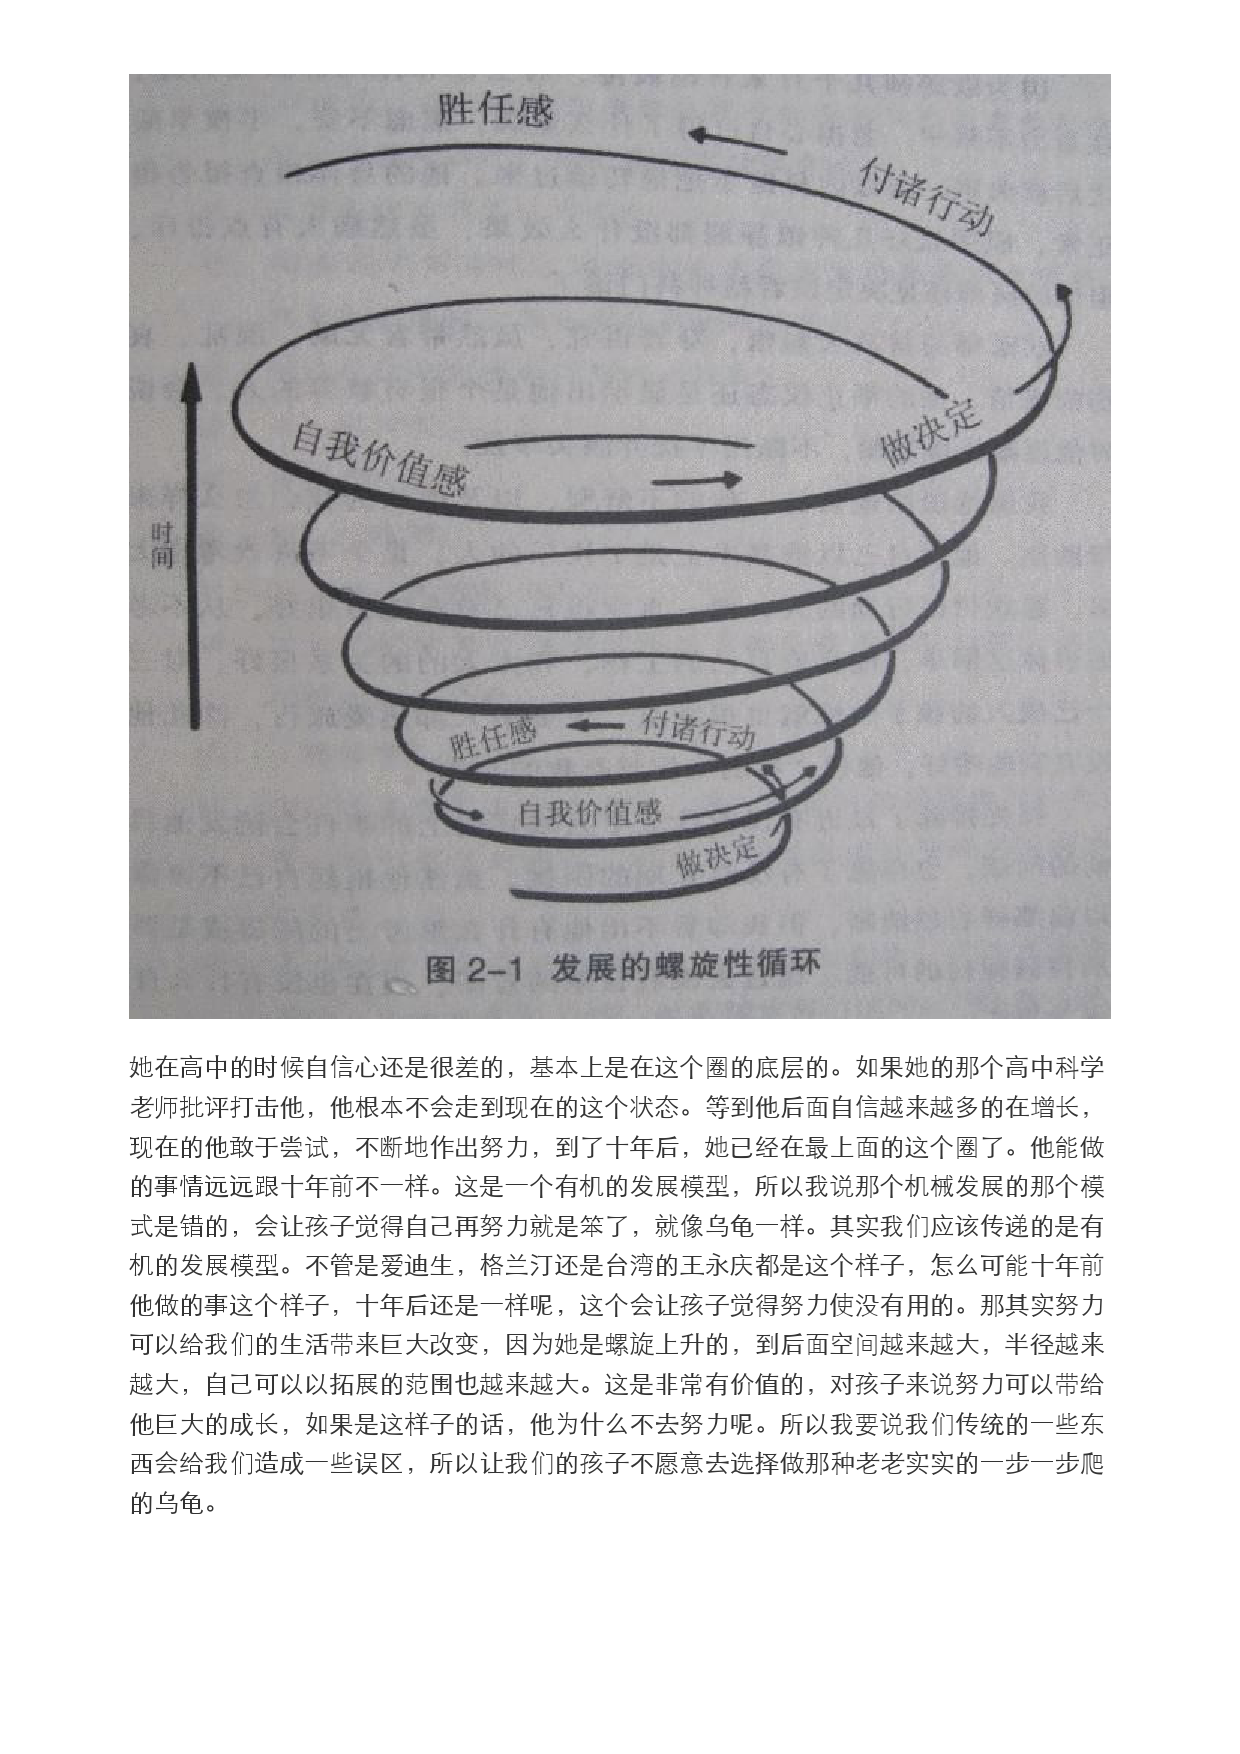 胜任感
付诸行动
自我价值感
做决定
时间
胜任感
付诸行动
自我价值感
做决定
图 2-1 发展的螺旋性循环
她在高中的时候自信心还是很差的，基本上是在这个圈的底层的。如果她的那个高中科学
老师批评打击他，他根本不会走到现在的这个状态。等到他后面自信越来越多的在增长，
现在的他敢于尝试，不断地作出努力，到了十年后，她已经在最上面的这个圈了。他能做
的事情远远跟十年前不一样。这是一个有机的发展模型，所以我说那个机械发展的那个模
式是错的，会让孩子觉得自己再努力就是笨了，就像乌龟一样。其实我们应该传递的是有
机的发展模型。不管是爱迪生，格兰汀还是台湾的王永庆都是这个样子，怎么可能十年前
他做的事这个样子，十年后还是一样呢，这个会让孩子觉得努力使没有用的。那其实努力
可以给我们的生活带来巨大改变，因为她是螺旋上升的，到后面空间越来越大，半径越来
越大，自己可以以拓展的范围也越来越大。这是非常有价值的，对孩子来说努力可以带给
他巨大的成长，如果是这样子的话，他为什么不去努力呢。所以我要说我们传统的一些东
西会给我们造成一些误区，所以让我们的孩子不愿意去选择做那种老老实实的一步一步爬
的乌龟。